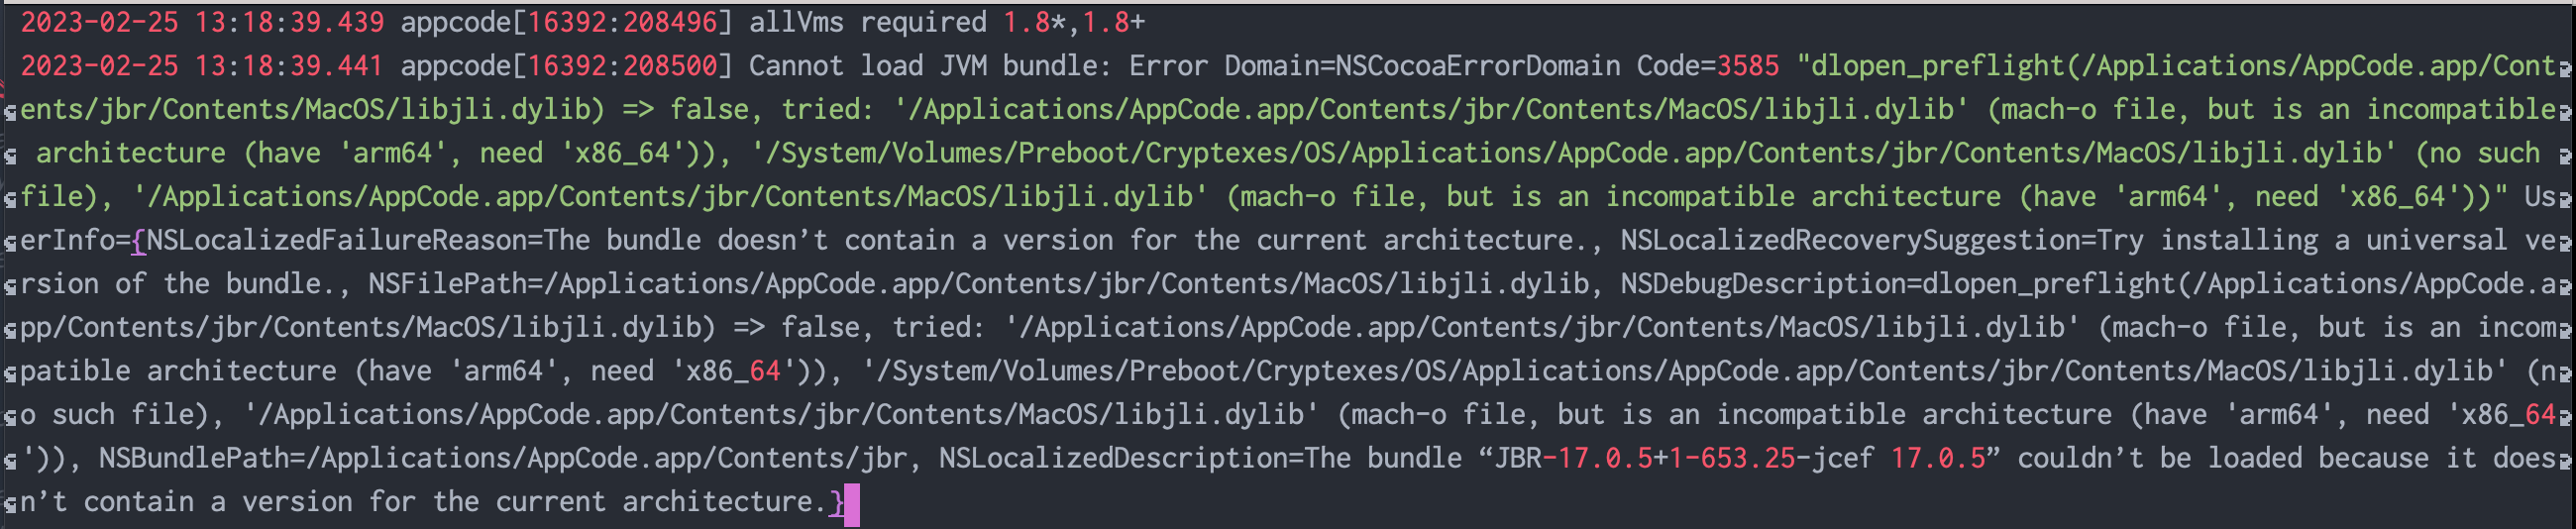 2023-02-25 13:18:39.439 appcode[16392:208496] allVms required 1.8*,1.8+
2023-02-25 13:18:39.441 appcode[16392:208500] Cannot load JVM bundle: Error Domain=NSCocoaErrorDomain Code=3585 "dlopen_preflight(/Applications/AppCode.app/Cont
ents/jbr/Contents/MacOS/libjli.dylib) => false, tried: '/Applications/AppCode.app/Contents/jbr/Contents/MacOS/libjli.dylib' (mach-o file, but is an incompatible
 architecture (have 'arm64', need 'x86_64')), '/System/Volumes/Preboot/Cryptexes/OS/Applications/AppCode.app/Contents/jbr/Contents/MacOS/libjli.dylib' (no such
file), '/Applications/AppCode.app/Contents/jbr/Contents/MacOS/libjli.dylib' (mach-o file, but is an incompatible architecture (have 'arm64', need 'x86_64'))" Us
erInfo={NSLocalizedFailureReason=The bundle doesn’t contain a version for the current architecture., NSLocalizedRecoverySuggestion=Try installing a universal ve
rsion of the bundle., NSFilePath=/Applications/AppCode.app/Contents/jbr/Contents/MacOS/libjli.dylib, NSDebugDescription=dlopen_preflight(/Applications/AppCode.a
pp/Contents/jbr/Contents/MacOS/libjli.dylib) => false, tried: '/Applications/AppCode.app/Contents/jbr/Contents/MacOS/libjli.dylib' (mach-o file, but is an incom
patible architecture (have 'arm64', need 'x86_64')), '/System/Volumes/Preboot/Cryptexes/OS/Applications/AppCode.app/Contents/jbr/Contents/MacOS/libjli.dylib' (n
o such file), '/Applications/AppCode.app/Contents/jbr/Contents/MacOS/libjli.dylib' (mach-o file, but is an incompatible architecture (have 'arm64', need 'x86_64
')), NSBundlePath=/Applications/AppCode.app/Contents/jbr, NSLocalizedDescription=The bundle “JBR-17.0.5+1-653.25-jcef 17.0.5” couldn’t be loaded because it does
n’t contain a version for the current architecture.}